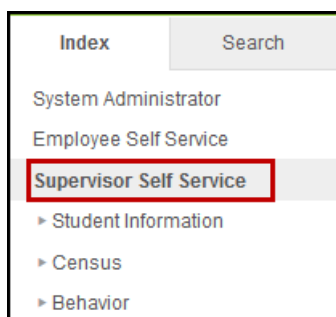 Index Search
System Administrator
Employee Self Service
Supervisor Self Service
Student Information
Census
Behavior